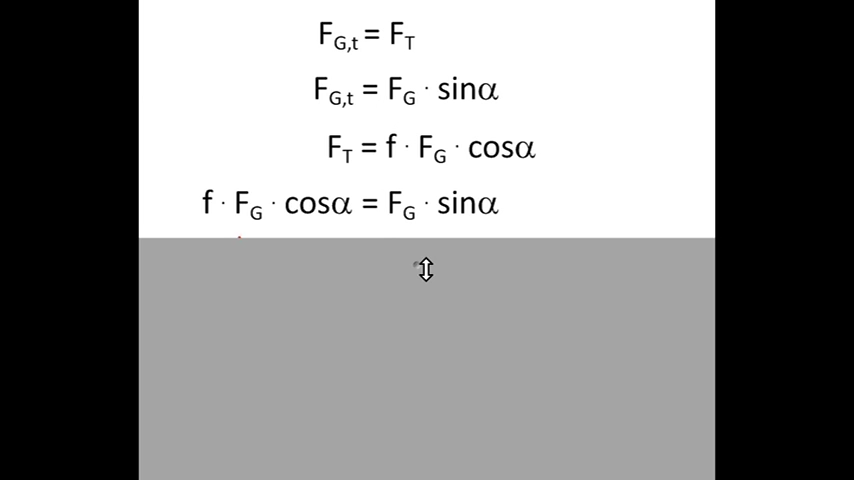 F_G,t = F_T
F_G,t = F_G · sinα
F_T = f · F_G · cosα
f · F_G · cosα = F_G · sinα